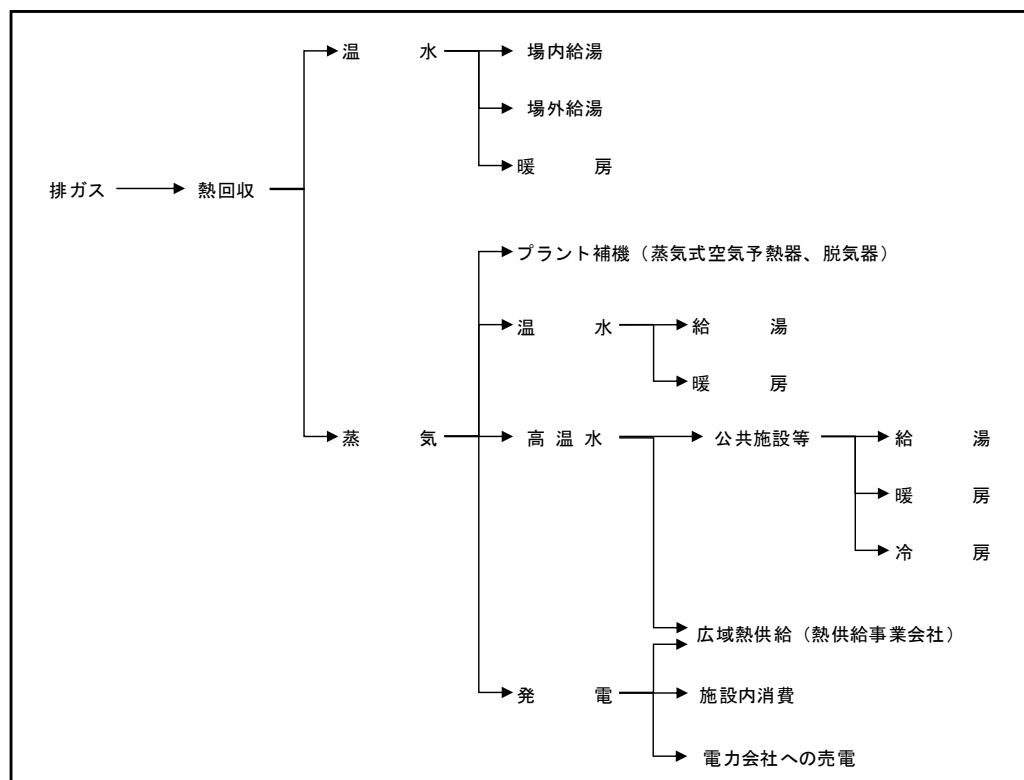 温水
場内給湯
場外給湯
暖房
排ガス
熱回収
プラント補機（蒸気式空気予熱器、脱気器）
温水
給湯
暖房
蒸気
高温水
公共施設等
給湯
暖房
冷房
広域熱供給（熱供給事業会社）
発電
施設内消費
電力会社への売電